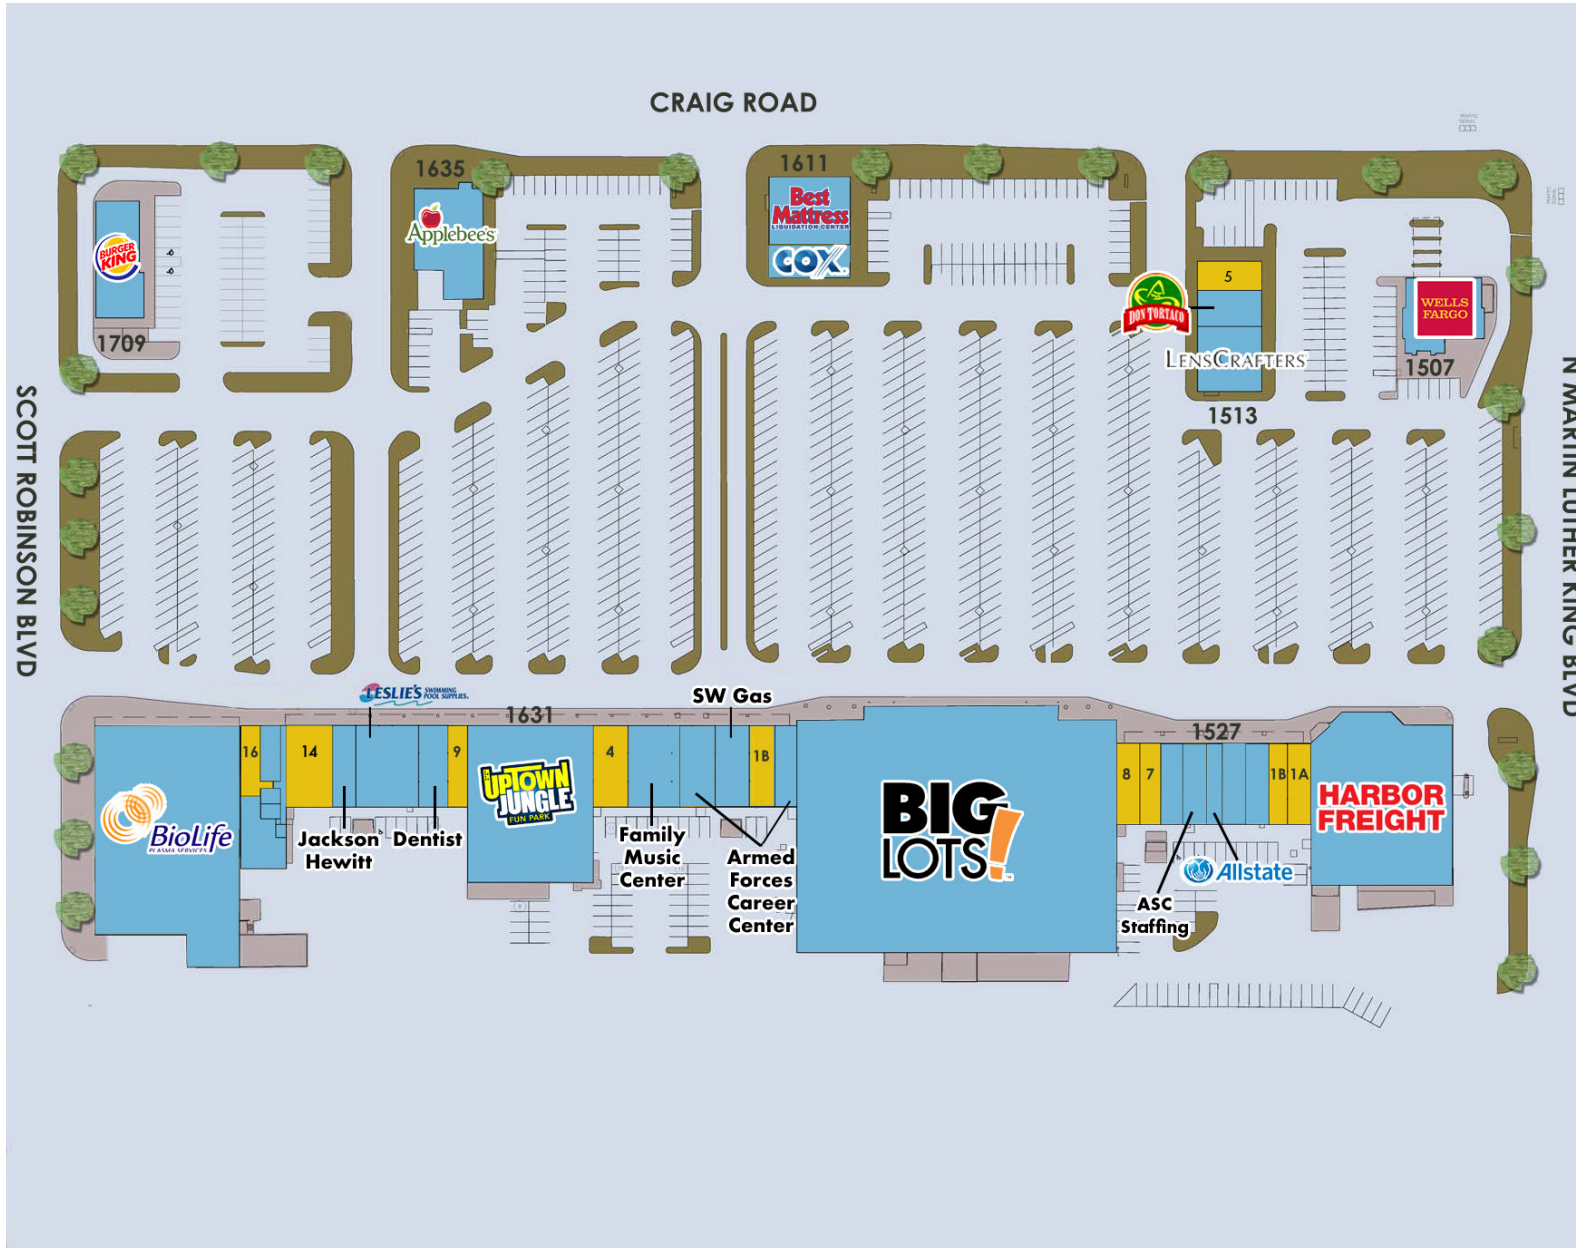 CRAIG ROAD
SCOTT ROBINSON BLVD
N MARTIN LUTHER KING BLVD
BURGER
KING
1709
1635
Applebee's
1611
Best
Mattress
LIQUIDATION CENTER
COX
5
DON TORTACO
LENSCRAFTERS
1513
WELLS
FARGO
1507
LESLIE'S SWIMMING
POOL SUPPLIES.
1631
SW Gas
1527
16
14
9
4
1B
8
7
1B
1A
BioLife
PLASMA SERVICES
Jackson
Hewitt
Dentist
UPTOWN
JUNGLE
FUN PARK
Family
Music
Center
Armed
Forces
Career
Center
BIG
LOTS!
ASC
Staffing
Allstate
HARBOR
FREIGHT